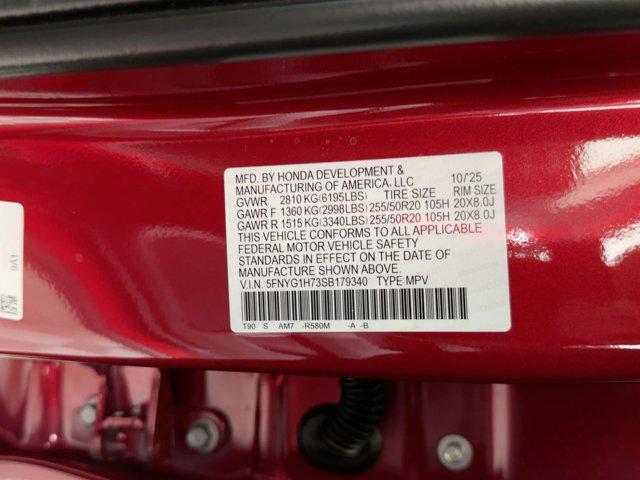 MFD. BY HONDA DEVELOPMENT &
MANUFACTURING OF AMERICA, LLC 10/'25
GVWR 2810 KG(6195LBS) TIRE SIZE RIM SIZE
GAWR F 1360 KG(2998LBS) 255/50R20 105H 20X8.0J
GAWR R 1515 KG(3340LBS) 255/50R20 105H 20X8.0J
THIS VEHICLE CONFORMS TO ALL APPLICABLE
FEDERAL MOTOR VEHICLE SAFETY
STANDARDS IN EFFECT ON THE DATE OF
MANUFACTURE SHOWN ABOVE.
V.I.N. 5FNYG1H73SB179340 TYPE:MPV
T90 S AM7 -R580M -A -B